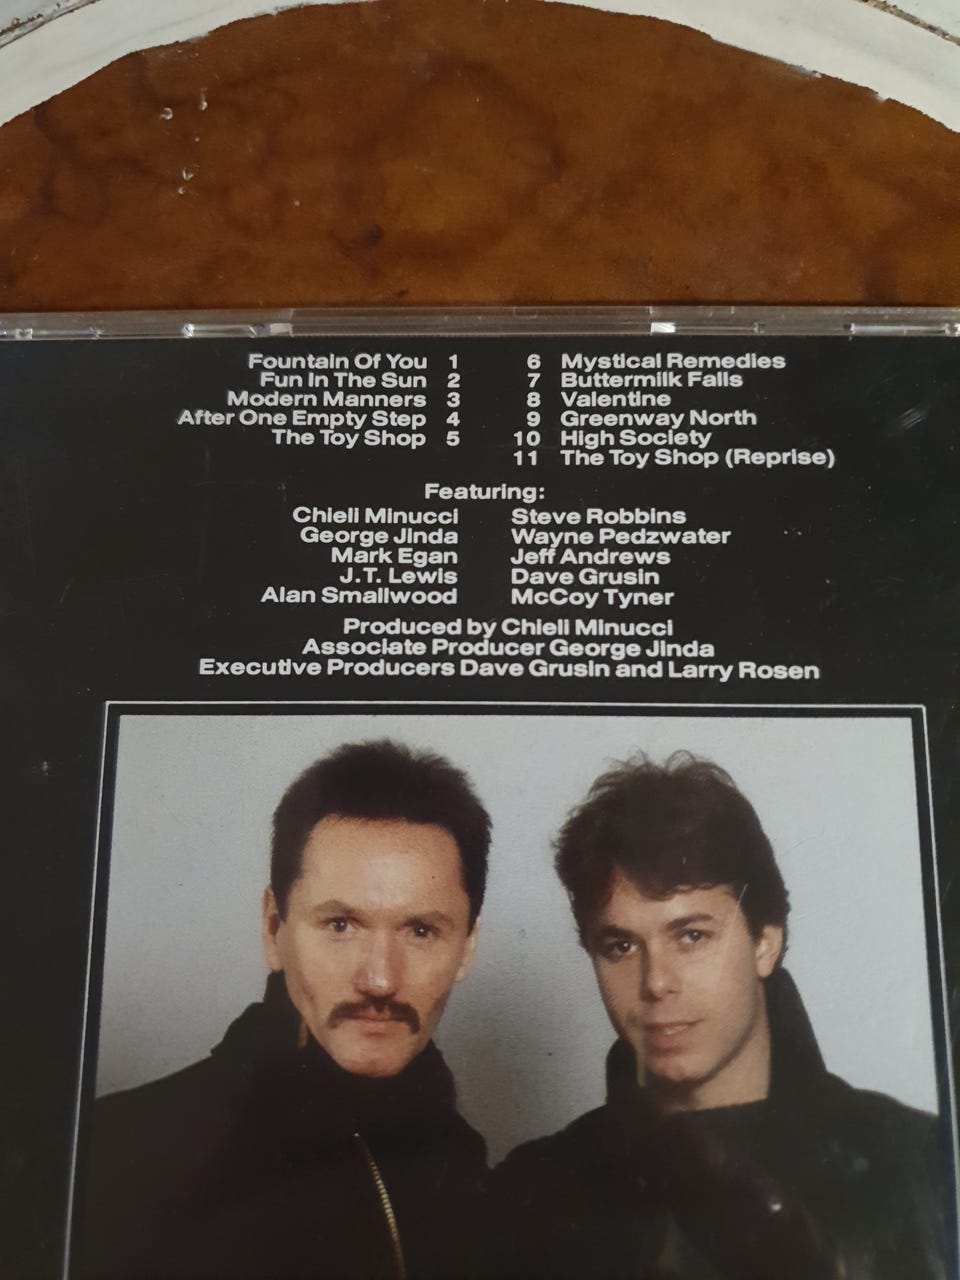 Fountain Of You 1
Fun In The Sun 2
Modern Manners 3
After One Empty Step 4
The Toy Shop 5
6 Mystical Remedies
7 Buttermilk Falls
8 Valentine
9 Greenway North
10 High Society
11 The Toy Shop (Reprise)
Featuring:
Chieli Minucci
George Jinda
Mark Egan
J.T. Lewis
Alan Smallwood
Steve Robbins
Wayne Pedzwater
Jeff Andrews
Dave Grusin
McCoy Tyner
Produced by Chieli Minucci
Associate Producer George Jinda
Executive Producers Dave Grusin and Larry Rosen